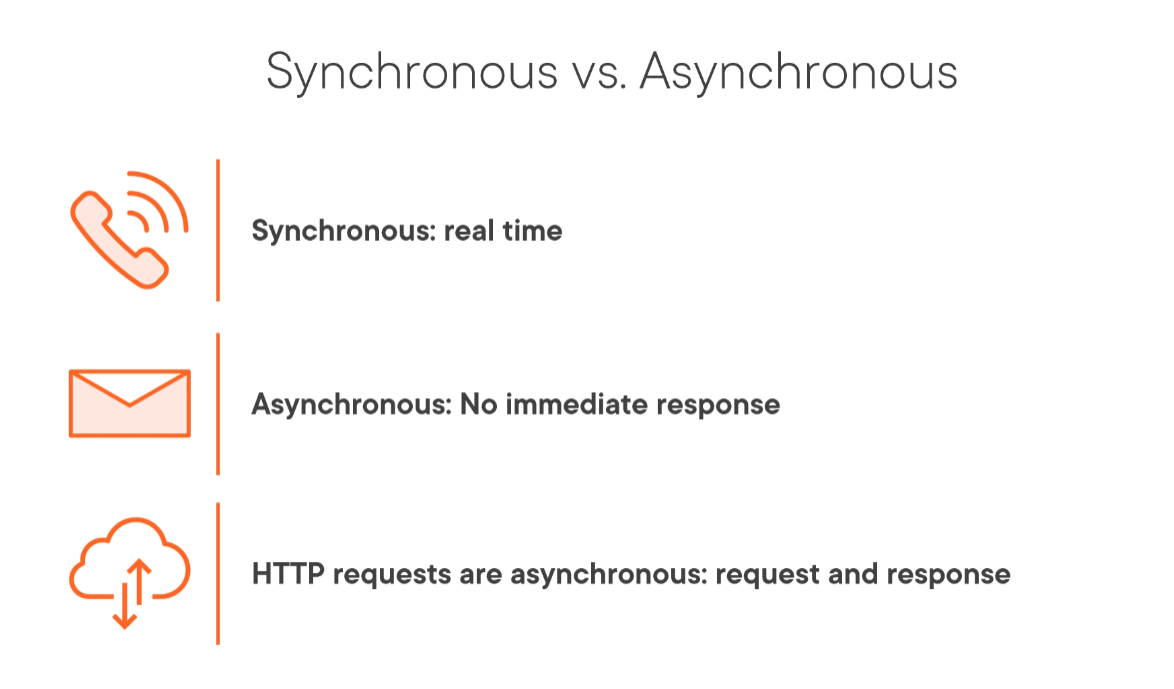 Synchronous vs. Asynchronous
Synchronous: real time
Asynchronous: No immediate response
HTTP requests are asynchronous: request and response